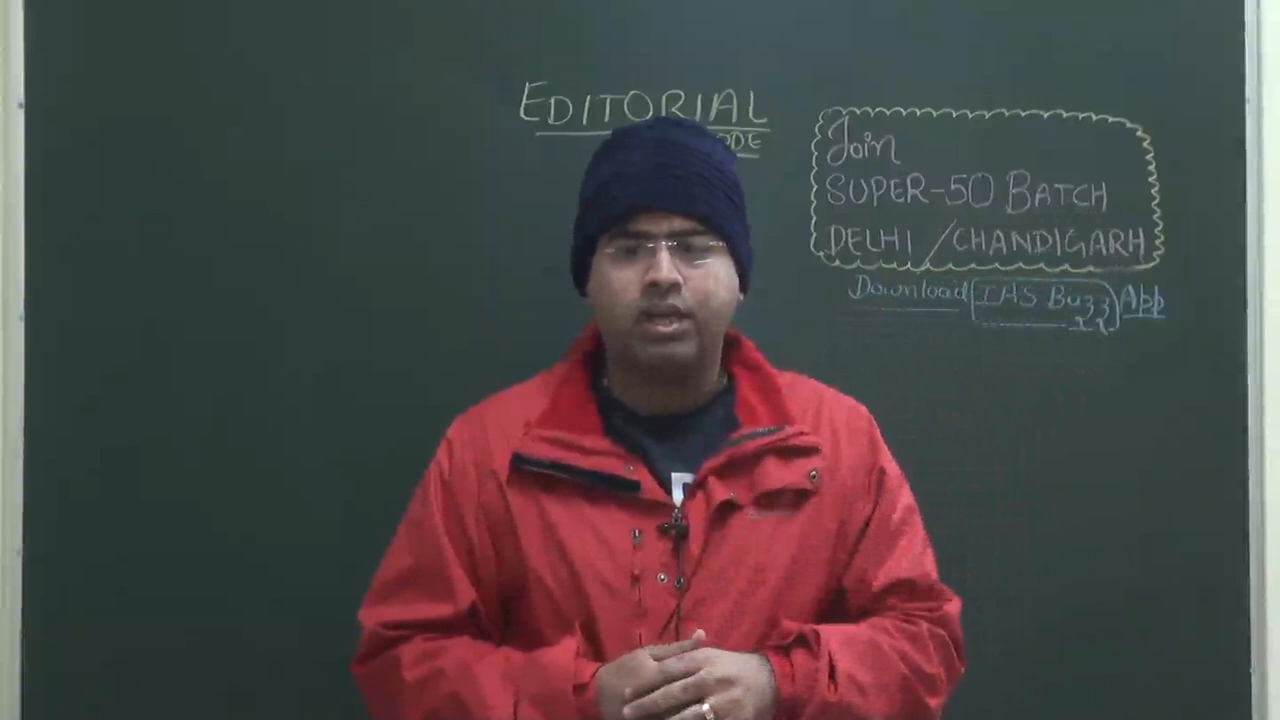 EDITORIAL
Join
SUPER-50 BATCH
DELHI / CHANDIGARH
Download IAS Buzz App